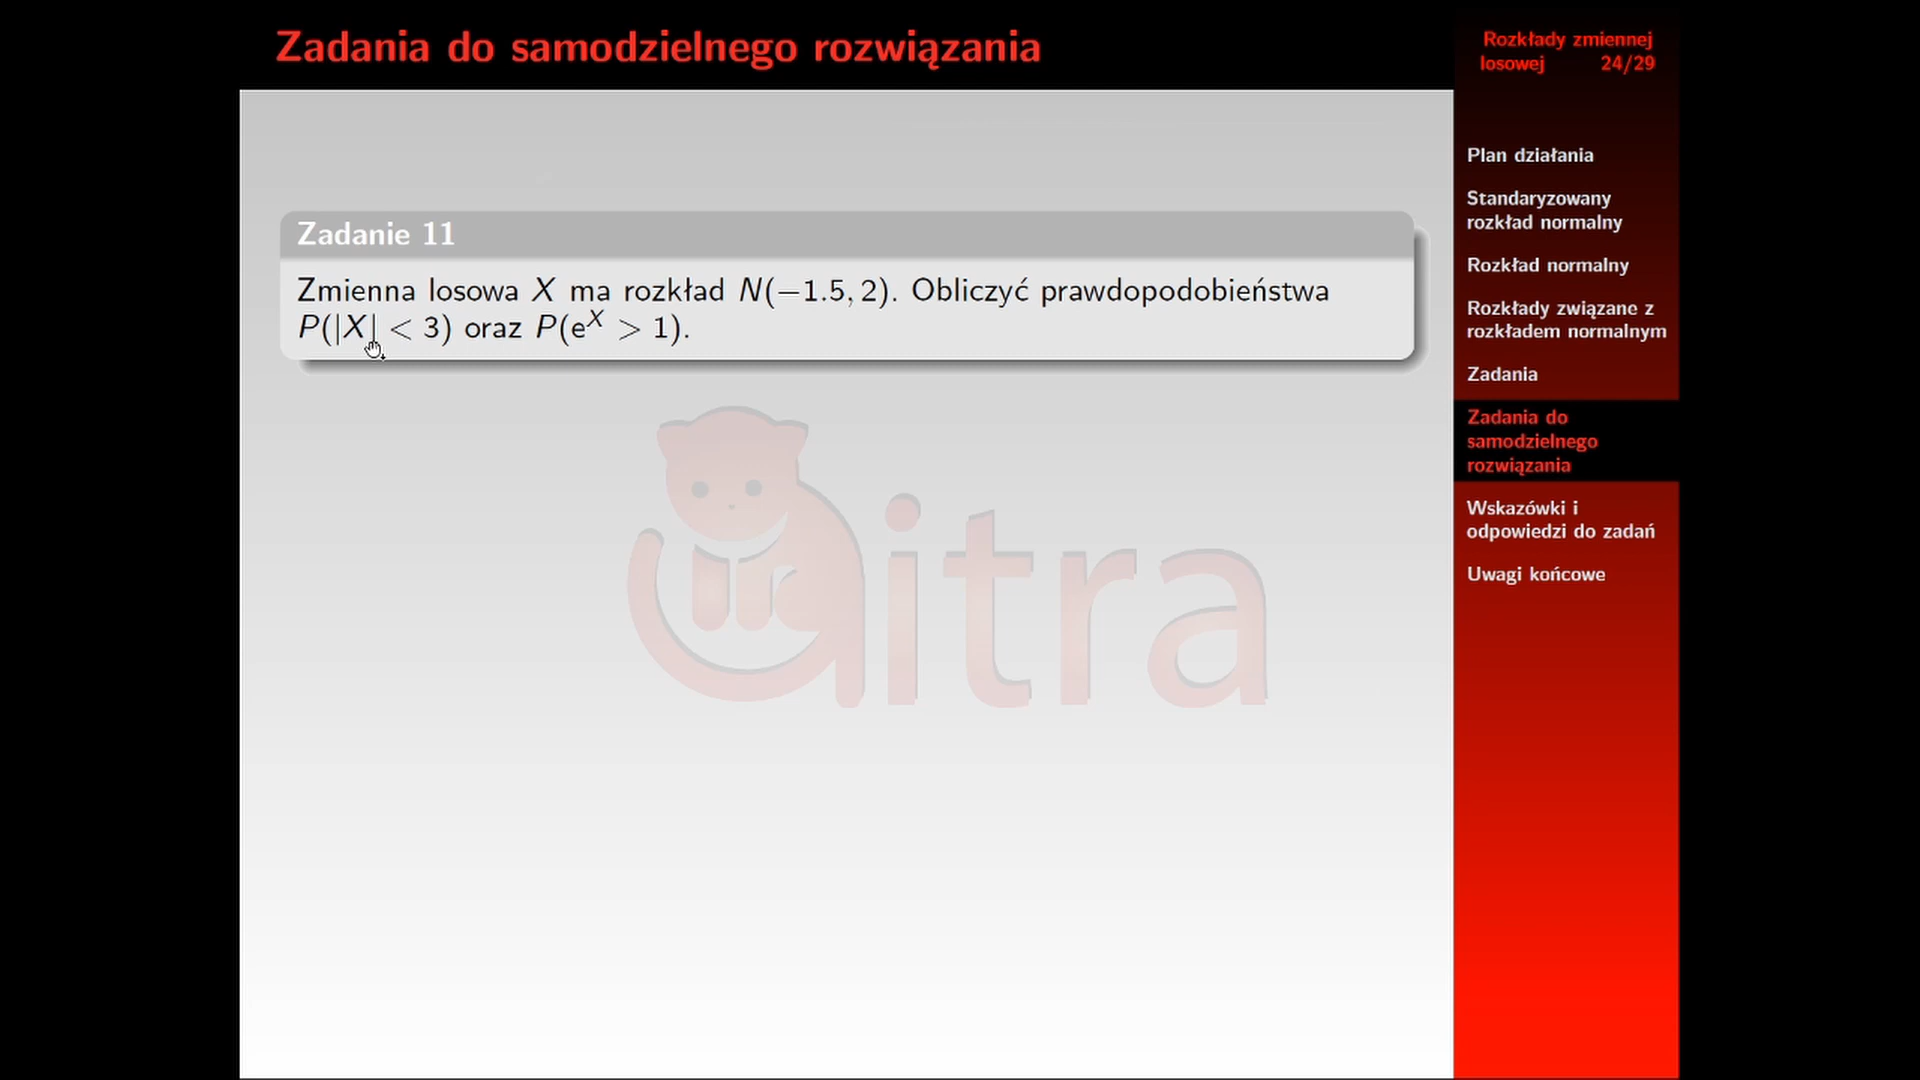 Zadania do samodzielnego rozwiązania
Rozkłady zmiennej
losowej 24/29
Zadanie 11
Zmienna losowa X ma rozkład N(−1.5, 2). Obliczyć prawdopodobieństwa
P(|X| < 3) oraz P(e^X > 1).
aitra
Plan działania
Standaryzowany
rozkład normalny
Rozkład normalny
Rozkłady związane z
rozkładem normalnym
Zadania
Zadania do
samodzielnego
rozwiązania
Wskazówki i
odpowiedzi do zadań
Uwagi końcowe